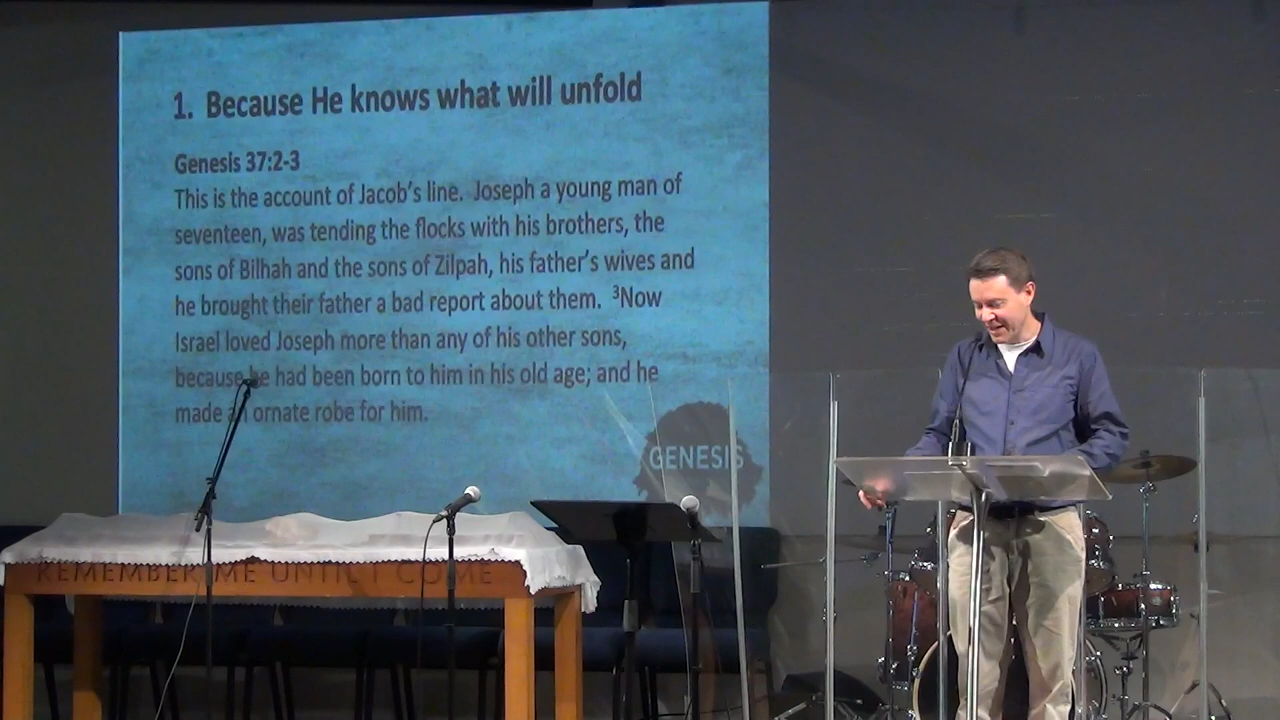 1. Because He knows what will unfold
Genesis 37:2-3
This is the account of Jacob's line. Joseph a young man of
seventeen, was tending the flocks with his brothers, the
sons of Bilhah and the sons of Zilpah, his father's wives and
he brought their father a bad report about them. ³Now
Israel loved Joseph more than any of his other sons,
because he had been born to him in his old age; and he
made an ornate robe for him.
GENESIS
REMEMBER ME UNTIL I COME